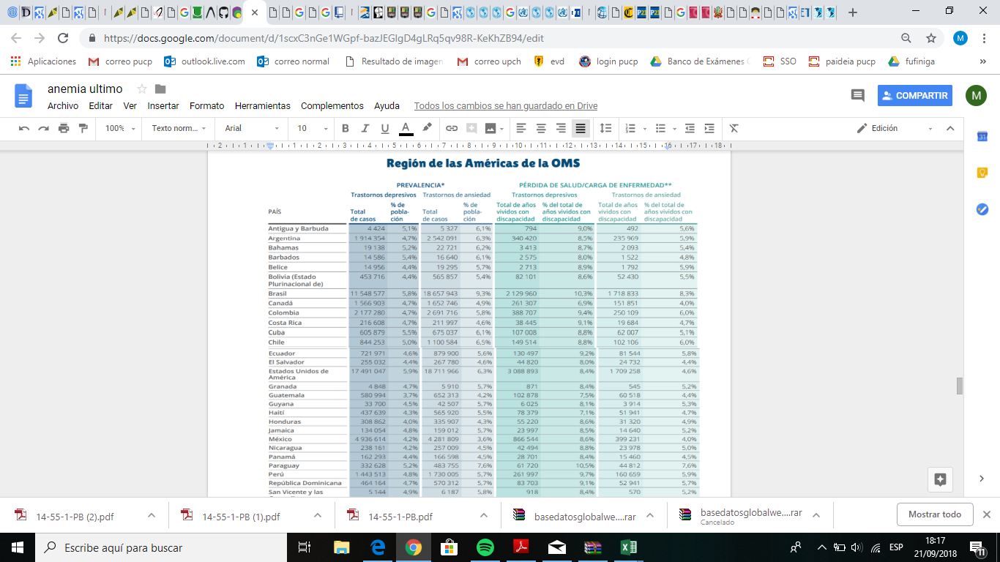 https://docs.google.com/document/d/1scxC3nGe1WGpf-bazJEGlgD4gLRq5qv98R-KeKhZB94/edit
Aplicaciones correo pucp outlook.live.com correo normal Resultado de imagen correo upch evd login pucp Banco de Exámenes SSO paideia pucp fufiniga
anemia ultimo
Archivo Editar Ver Insertar Formato Herramientas Complementos Ayuda Todos los cambios se han guardado en Drive
COMPARTIR M
100% Texto norm... Arial 10 Edición
Región de las Américas de la OMS
PREVALENCIA* PÉRDIDA DE SALUD/CARGA DE ENFERMEDAD**
Trastornos depresivos Trastornos de ansiedad Trastornos depresivos Trastornos de ansiedad
% de % de Total de años % del total de Total de años % del total de
PAÍS Total pobla- Total pobla- vividos con años vividos con vividos con años vividos con
de casos ción de casos ción discapacidad discapacidad discapacidad discapacidad
Antigua y Barbuda 4 424 5,1% 5 327 6,1% 794 9,0% 492 5,6%
Argentina 1 914 354 4,7% 2 542 091 6,3% 340 420 8,5% 235 969 5,9%
Bahamas 19 138 5,2% 22 721 6,2% 3 413 8,7% 2 093 5,4%
Barbados 14 586 5,4% 16 640 6,1% 2 575 8,0% 1 522 4,8%
Belice 14 956 4,4% 19 295 5,7% 2 713 8,9% 1 792 5,9%
Bolivia (Estado 453 716 4,4% 565 857 5,4% 82 101 8,6% 52 430 5,5%
Plurinacional de)
Brasil 11 548 577 5,8% 18 657 943 9,3% 2 129 960 10,3% 1 718 833 8,3%
Canadá 1 566 903 4,7% 1 652 746 4,9% 261 307 6,9% 151 851 4,0%
Colombia 2 177 280 4,7% 2 691 716 5,8% 388 707 9,4% 250 109 6,0%
Costa Rica 216 608 4,7% 211 997 4,6% 38 445 9,1% 19 684 4,7%
Cuba 605 879 5,5% 675 037 6,1% 107 008 8,8% 62 007 5,1%
Chile 844 253 5,0% 1 100 584 6,5% 149 514 8,8% 102 106 6,0%
Ecuador 721 971 4,6% 879 900 5,6% 130 497 9,2% 81 544 5,8%
El Salvador 255 032 4,4% 267 780 4,6% 44 820 8,0% 24 732 4,4%
Estados Unidos de 17 491 047 5,9% 18 711 966 6,3% 3 088 893 8,4% 1 709 258 4,6%
América
Granada 4 848 4,7% 5 910 5,7% 871 8,4% 545 5,2%
Guatemala 580 994 3,7% 652 313 4,2% 102 878 7,5% 60 518 4,4%
Guyana 33 700 4,5% 42 507 5,7% 6 025 8,1% 3 914 5,3%
Haití 437 639 4,3% 565 920 5,5% 78 379 7,1% 51 941 4,7%
Honduras 308 862 4,0% 335 907 4,3% 55 220 8,6% 31 320 4,9%
Jamaica 134 054 4,8% 159 012 5,7% 23 997 8,5% 14 640 5,2%
México 4 936 614 4,2% 4 281 809 3,6% 866 544 8,6% 399 231 4,0%
Nicaragua 238 161 4,2% 257 009 4,5% 42 494 8,8% 23 978 5,0%
Panamá 162 293 4,4% 166 598 4,5% 28 701 8,4% 15 460 4,5%
Paraguay 332 628 5,2% 483 755 7,6% 61 720 10,5% 44 812 7,6%
Perú 1 443 513 4,8% 1 730 005 5,7% 261 997 9,7% 160 659 5,9%
República Dominicana 464 164 4,7% 570 312 5,7% 83 703 9,1% 52 941 5,7%
San Vicente y las 5 144 4,9% 6 187 5,8% 918 8,4% 570 5,2%
14-55-1-PB (2).pdf 14-55-1-PB (1).pdf 14-55-1-PB.pdf basedatosglobalwe....rar basedatosglobalwe....rar Mostrar todo
Cancelado
Escribe aquí para buscar ESP 18:17
21/09/2018 11